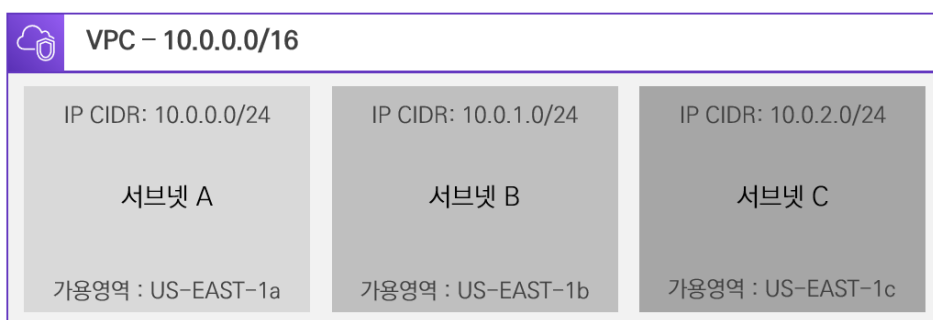 VPC – 10.0.0.0/16
IP CIDR: 10.0.0.0/24
서브넷 A
가용영역 : US-EAST-1a
IP CIDR: 10.0.1.0/24
서브넷 B
가용영역 : US-EAST-1b
IP CIDR: 10.0.2.0/24
서브넷 C
가용영역 : US-EAST-1c